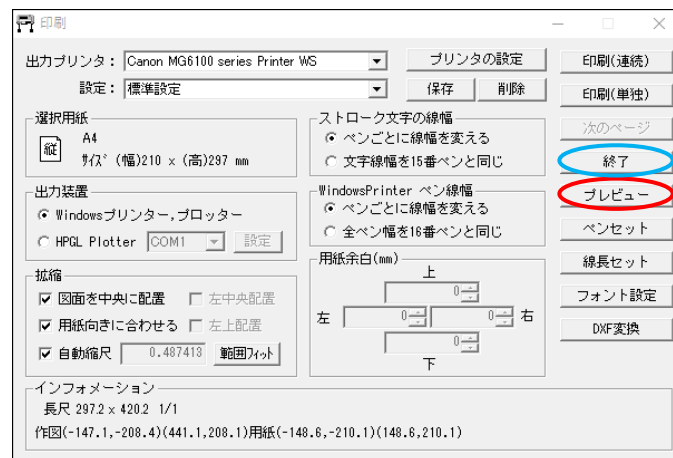 印刷
出力プリンタ： Canon MG6100 series Printer WS プリンタの設定 印刷(連続)
設定： 標準設定 保存 削除 印刷(単独)
選択用紙
縦 A4
ｻｲｽﾞ (幅)210 × (高)297 mm
ストローク文字の線幅
ペンごとに線幅を変える
文字線幅を15番ペンと同じ
次のページ
終了
プレビュー
ペンセット
線長セット
フォント設定
DXF変換
出力装置
Windowsプリンター,プロッター
HPGL Plotter COM1 設定
WindowsPrinter ペン線幅
ペンごとに線幅を変える
全ペン幅を16番ペンと同じ
拡縮
図面を中央に配置 左中央配置
用紙向きに合わせる 左上配置
自動縮尺 0.487413 範囲ﾌｨｯﾄ
用紙余白(mm)
上
0
左 0 0 右
0
下
インフォメーション
長尺 297.2 x 420.2 1/1
作図(-147.1,-208.4)(441.1,208.1)用紙(-148.6,-210.1)(148.6,210.1)